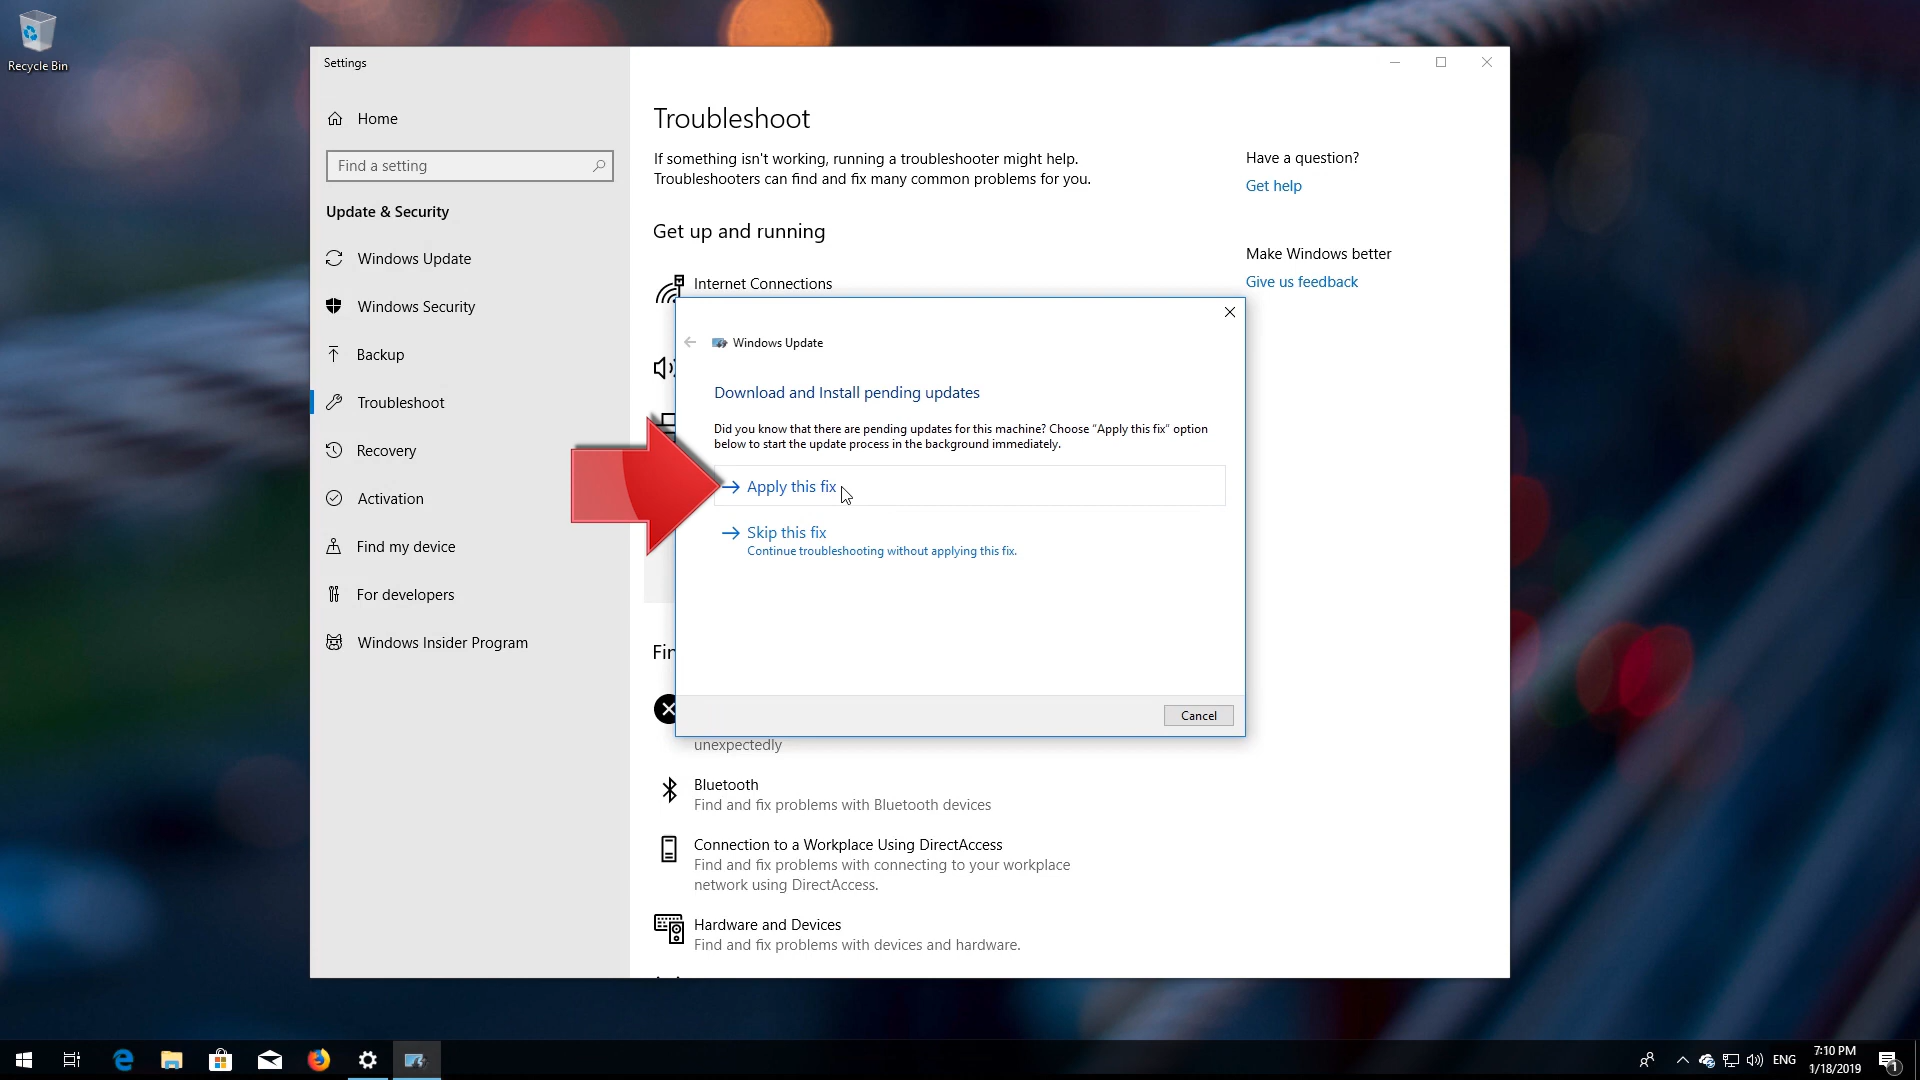 Recycle Bin
Settings
Home
Find a setting
Update & Security
Windows Update
Windows Security
Backup
Troubleshoot
Recovery
Activation
Find my device
For developers
Windows Insider Program
Troubleshoot
If something isn't working, running a troubleshooter might help.
Troubleshooters can find and fix many common problems for you.
Get up and running
Internet Connections
Have a question?
Get help
Make Windows better
Give us feedback
Windows Update
Download and Install pending updates
Did you know that there are pending updates for this machine? Choose “Apply this fix” option
below to start the update process in the background immediately.
Apply this fix
Skip this fix
Continue troubleshooting without applying this fix.
Cancel
unexpectedly
Bluetooth
Find and fix problems with Bluetooth devices
Connection to a Workplace Using DirectAccess
Find and fix problems with connecting to your workplace
network using DirectAccess.
Hardware and Devices
Find and fix problems with devices and hardware.
ENG
7:10 PM
1/18/2019
1